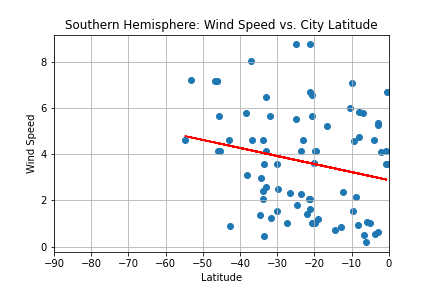 Southern Hemisphere: Wind Speed vs. City Latitude
Wind Speed
8
6
4
2
0
−90 −80 −70 −60 −50 −40 −30 −20 −10 0
Latitude